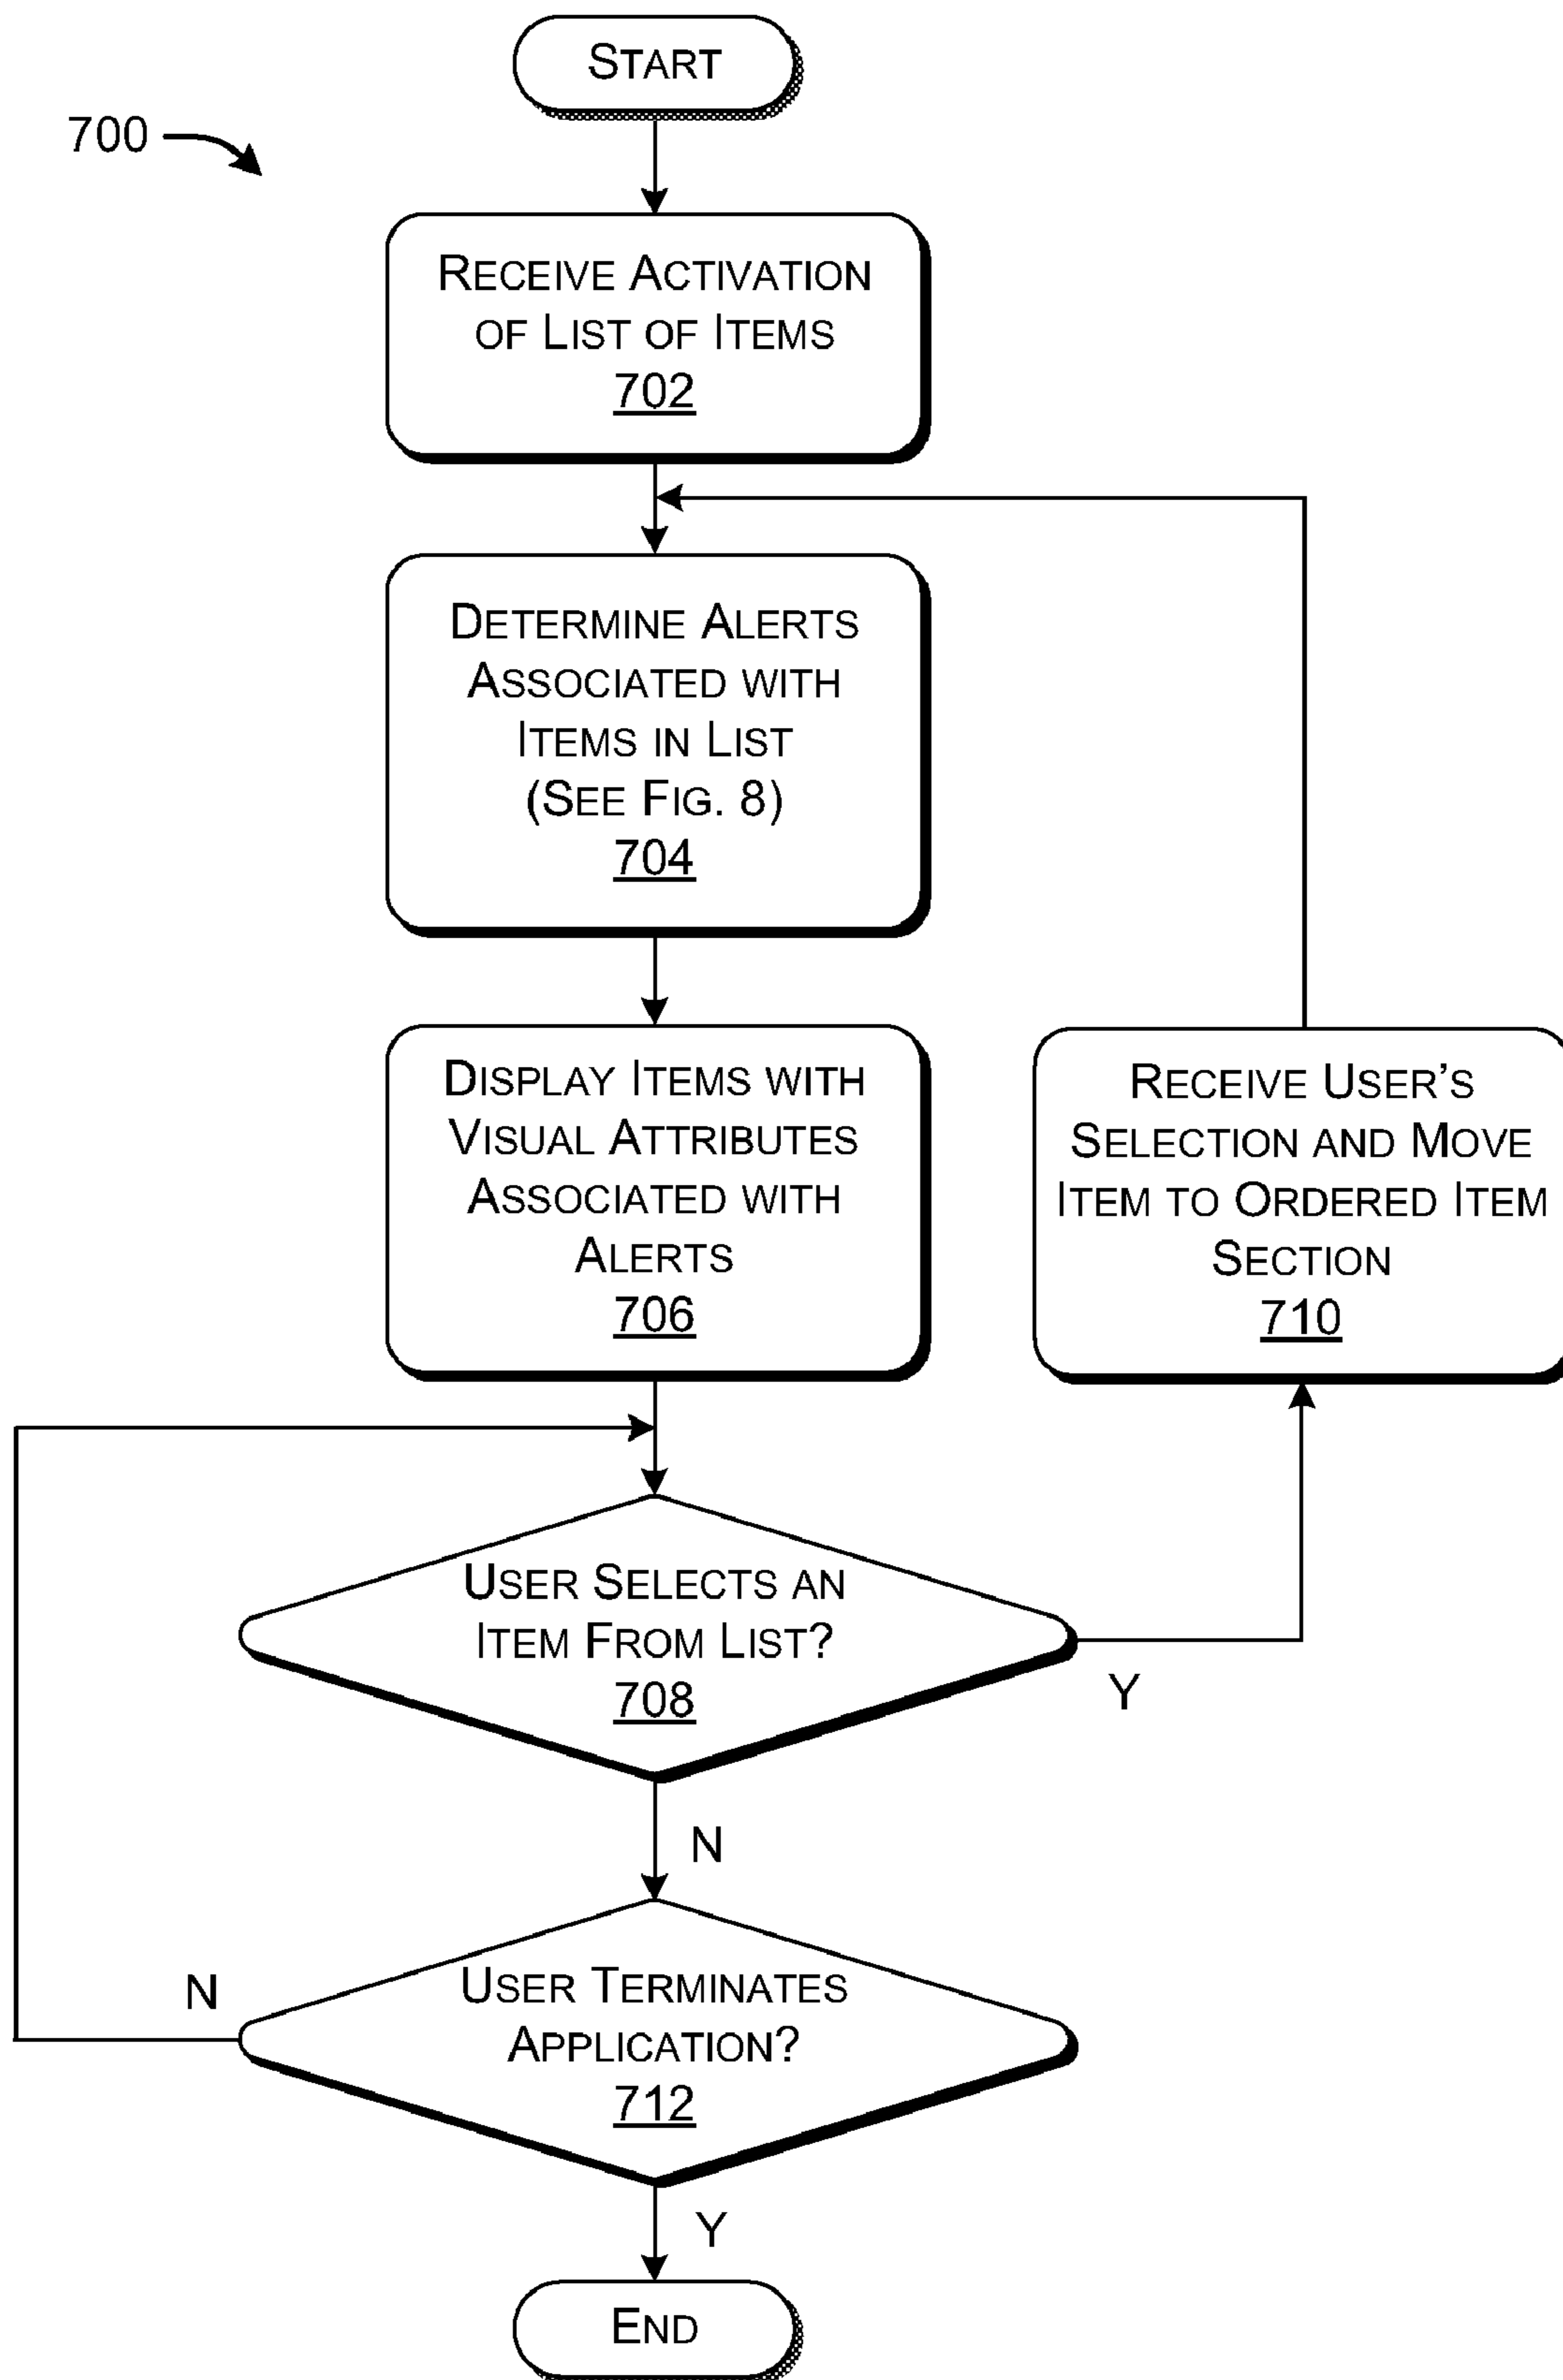 START
700
RECEIVE ACTIVATION
OF LIST OF ITEMS
702
DETERMINE ALERTS
ASSOCIATED WITH
ITEMS IN LIST
(SEE FIG. 8)
704
DISPLAY ITEMS WITH
VISUAL ATTRIBUTES
ASSOCIATED WITH
ALERTS
706
RECEIVE USER'S
SELECTION AND MOVE
ITEM TO ORDERED ITEM
SECTION
710
USER SELECTS AN
ITEM FROM LIST?
708
Y
N
USER TERMINATES
APPLICATION?
712
N
Y
END